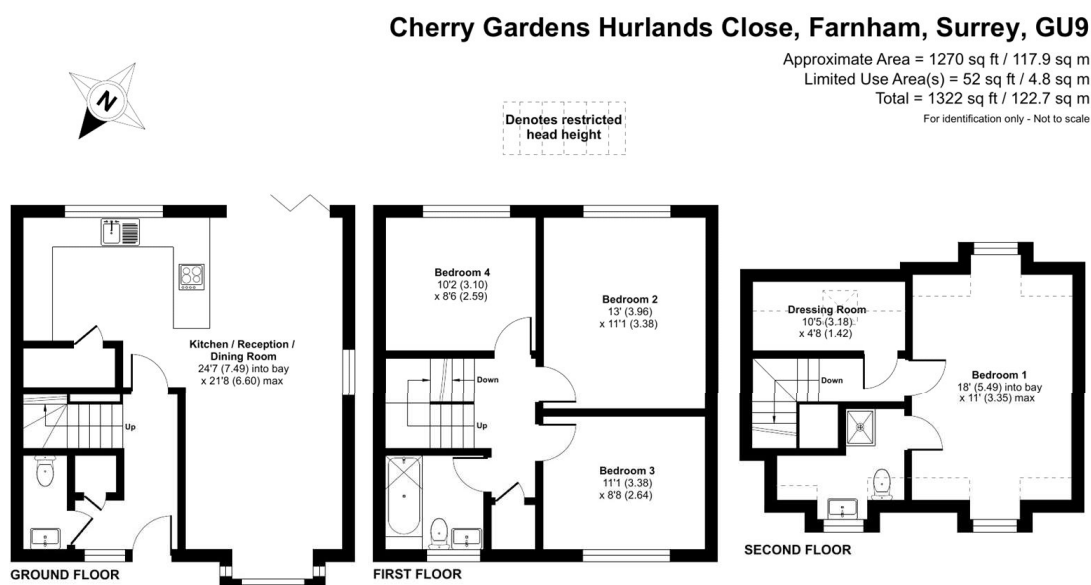 Cherry Gardens Hurlands Close, Farnham, Surrey, GU9
Approximate Area = 1270 sq ft / 117.9 sq m
Limited Use Area(s) = 52 sq ft / 4.8 sq m
Total = 1322 sq ft / 122.7 sq m
For identification only - Not to scale
N
Denotes restricted
head height
Kitchen / Reception /
Dining Room
24'7 (7.49) into bay
x 21'8 (6.60) max
Up
GROUND FLOOR
Bedroom 4
10'2 (3.10)
x 8'6 (2.59)
Bedroom 2
13' (3.96)
x 11'1 (3.38)
Down
Up
Bedroom 3
11'1 (3.38)
x 8'8 (2.64)
FIRST FLOOR
Dressing Room
10'5 (3.18)
x 4'8 (1.42)
Down
Bedroom 1
18' (5.49) into bay
x 11' (3.35) max
SECOND FLOOR